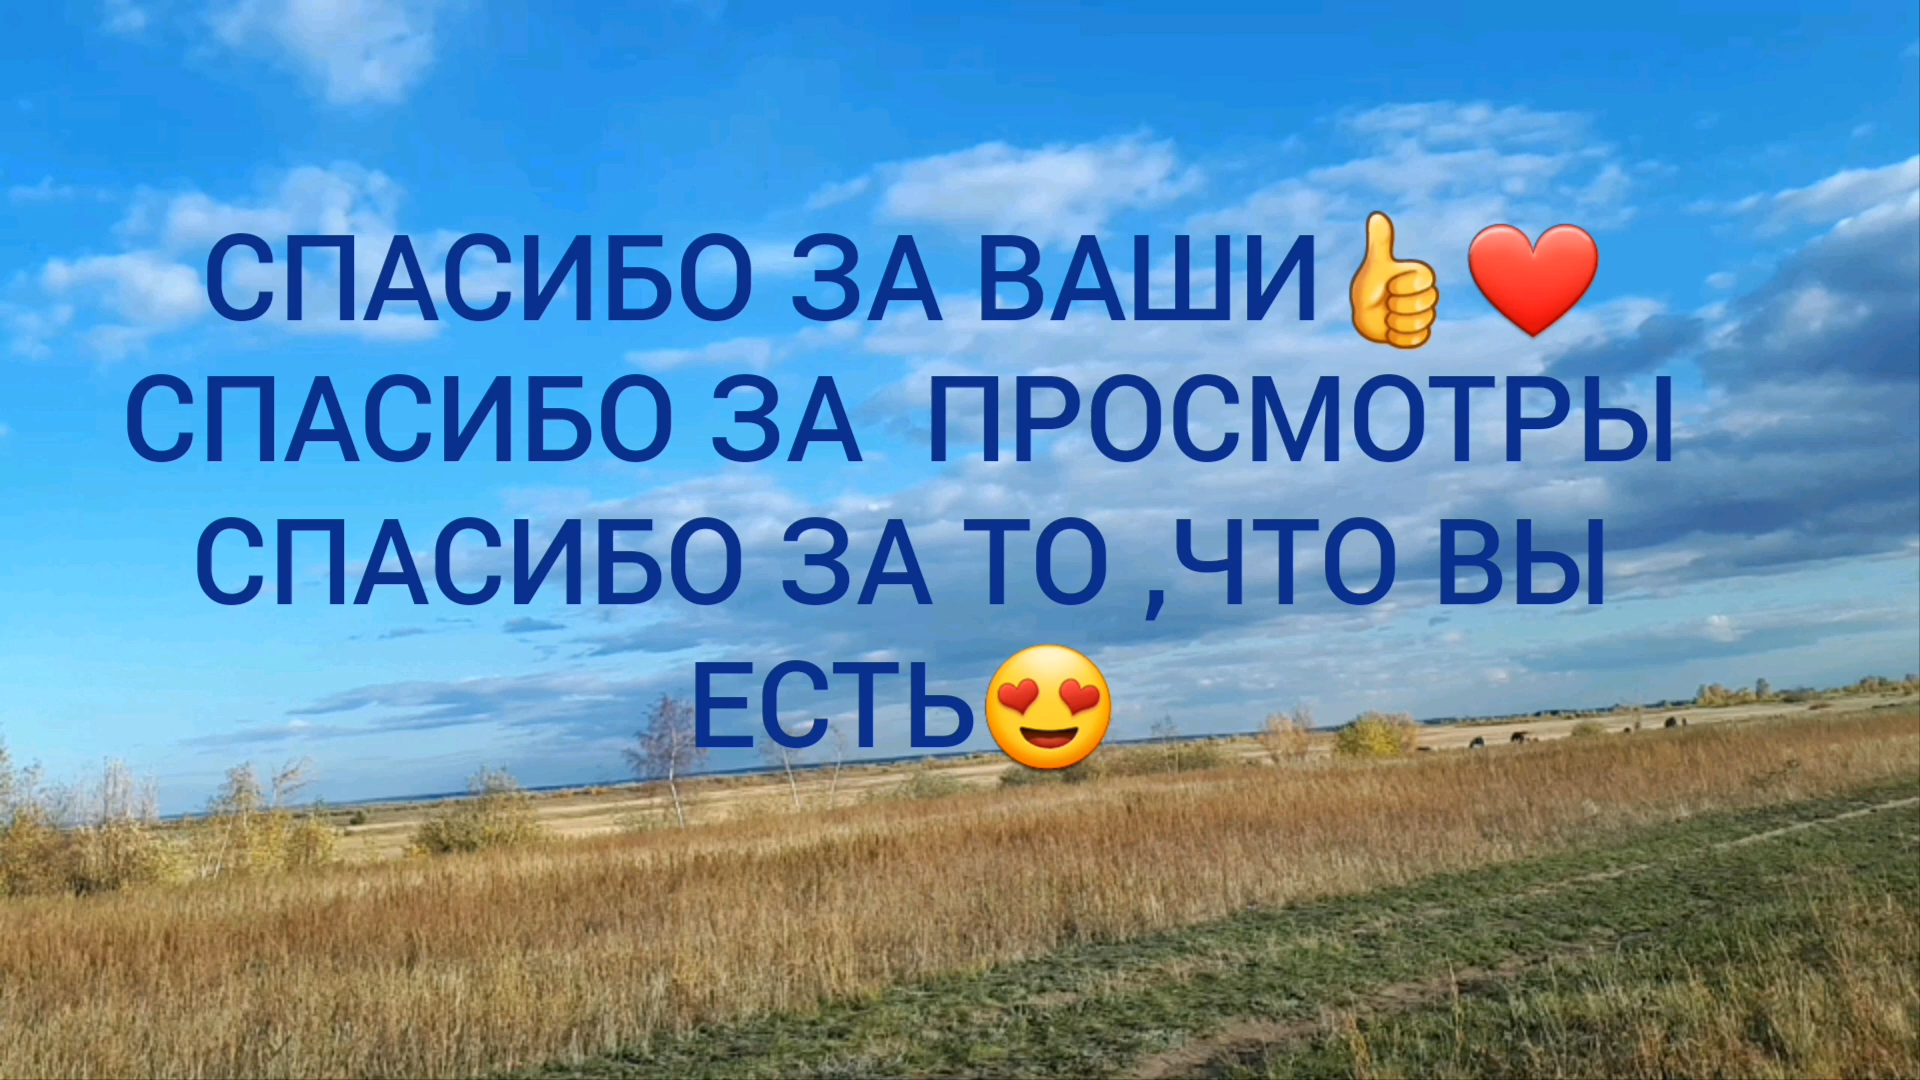 СПАСИБО ЗА ВАШИ👍❤️
СПАСИБО ЗА  ПРОСМОТРЫ
СПАСИБО ЗА ТО ,ЧТО ВЫ
ЕСТЬ😍